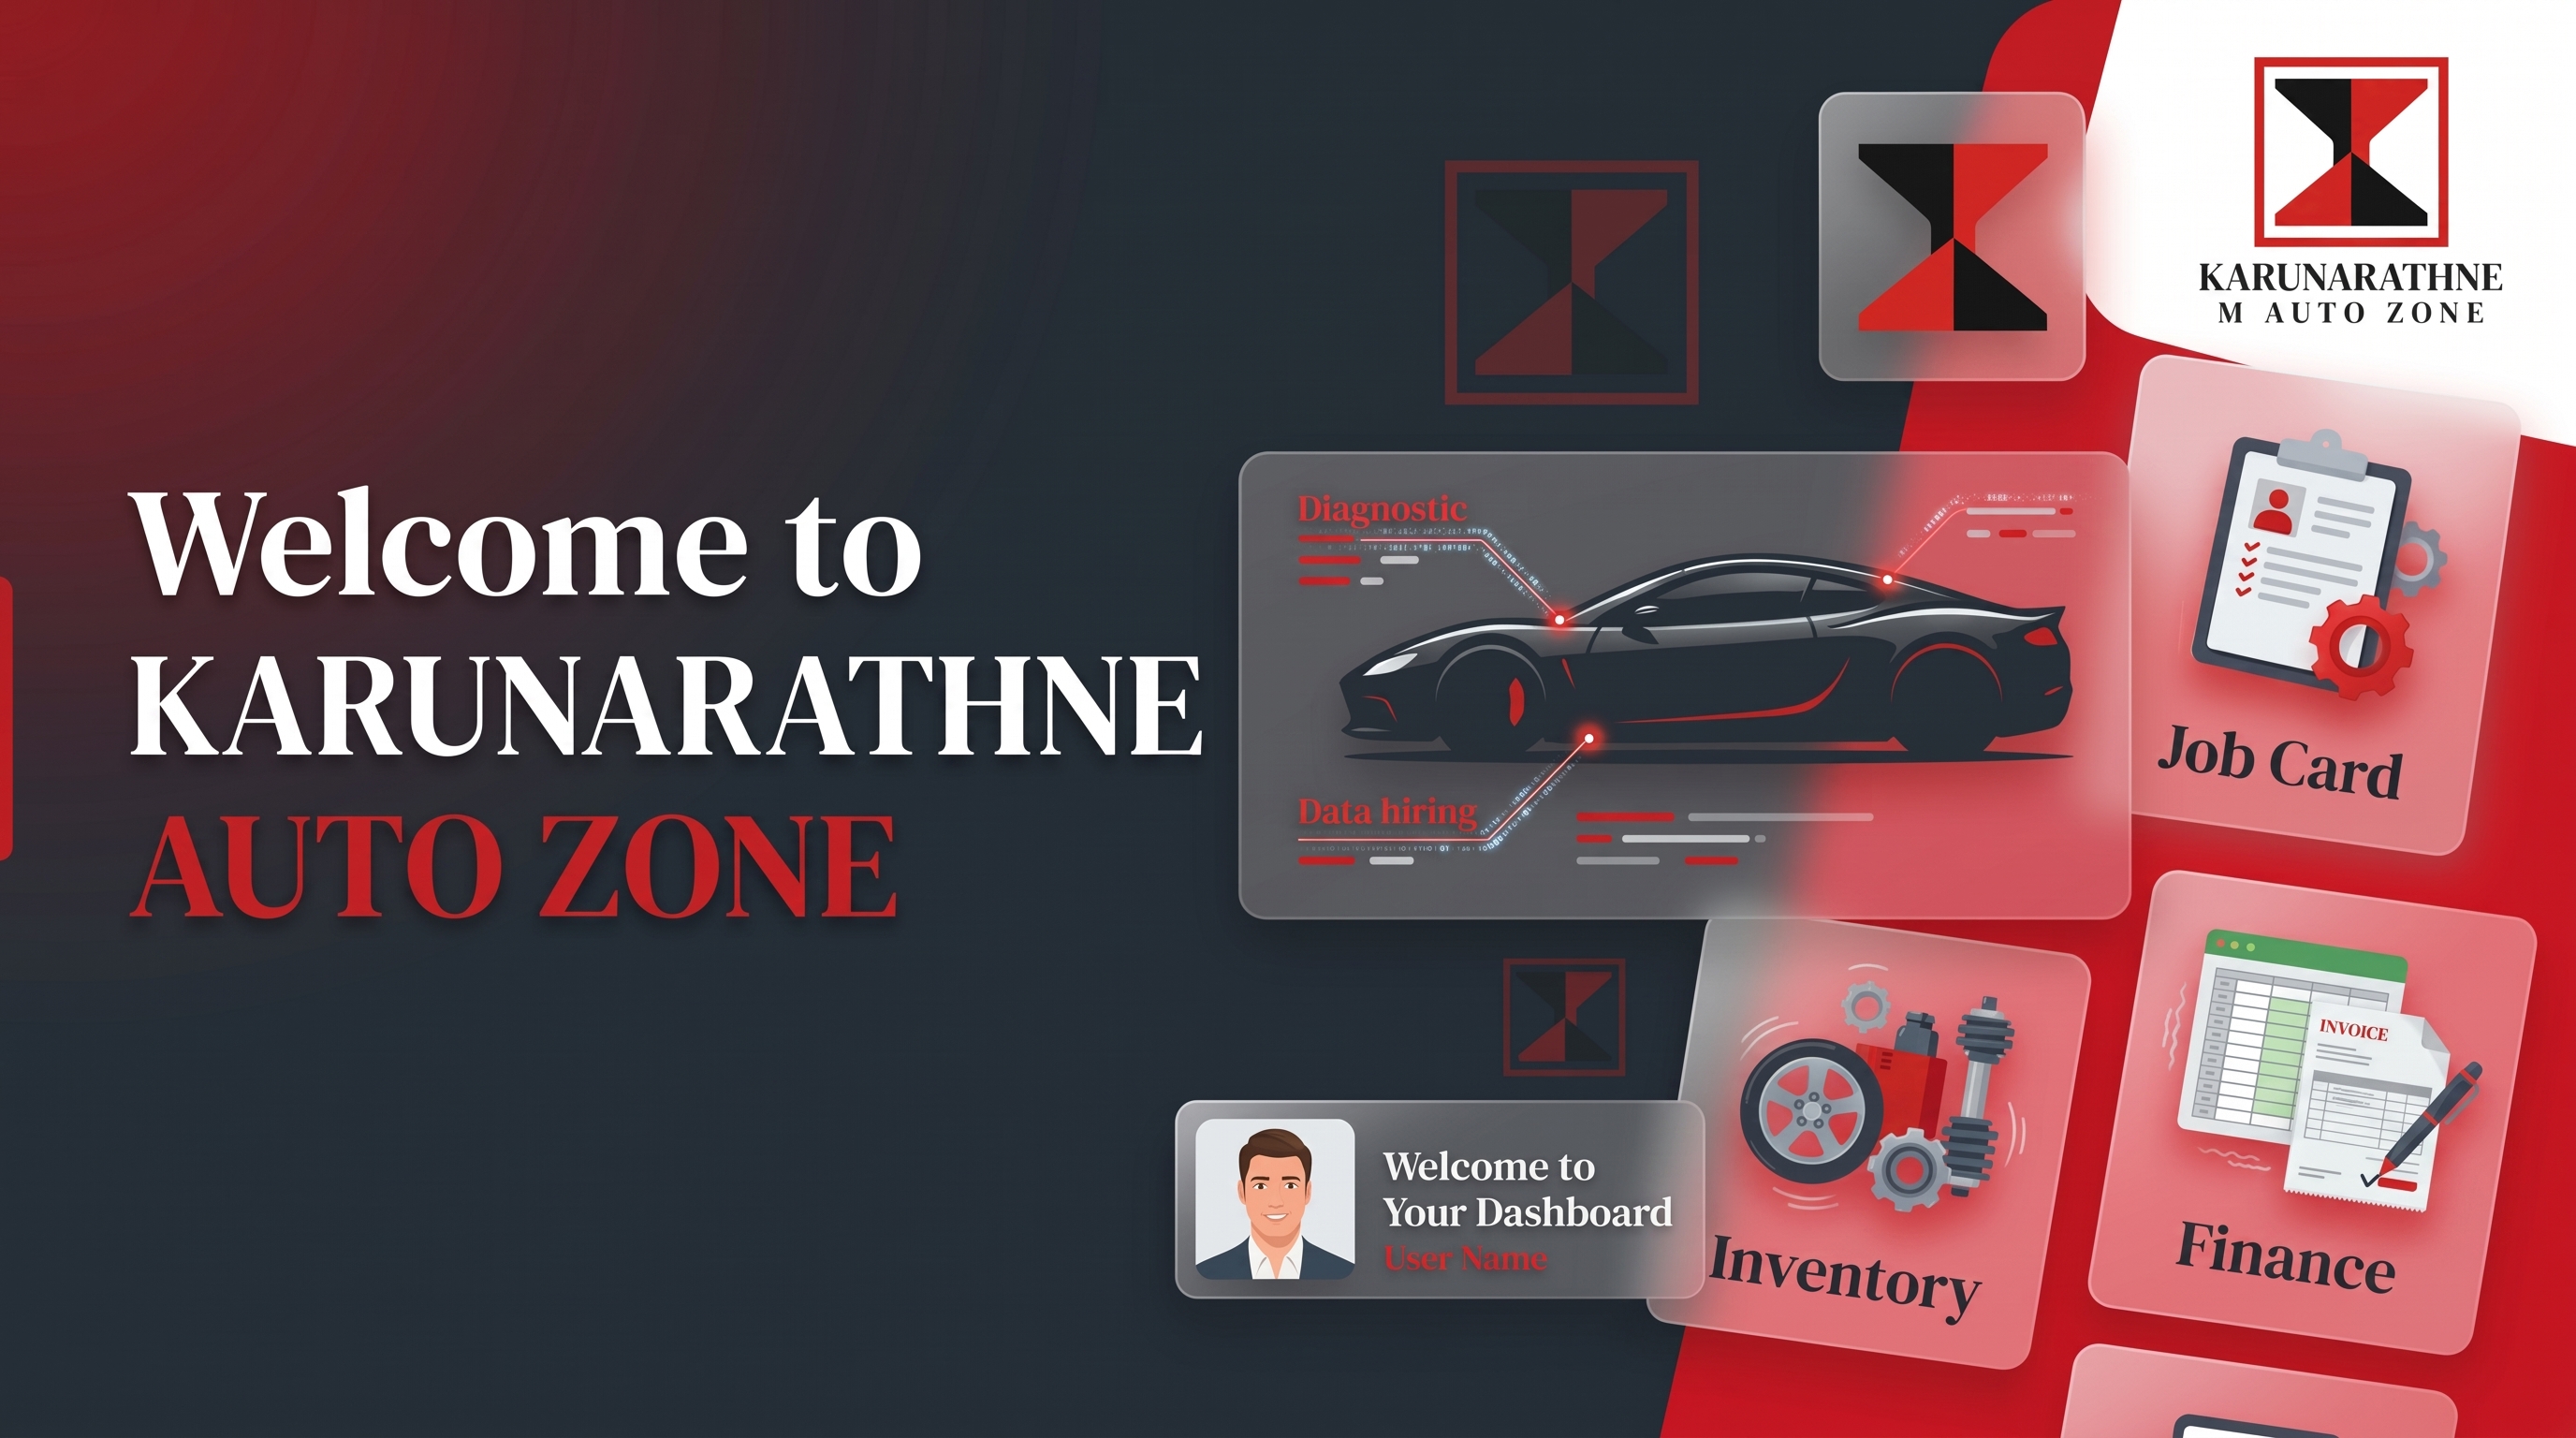 Welcome to
KARUNARATHNE
AUTO ZONE
KARUNARATHNE
M AUTO ZONE
Diagnostic
Data hiring
Job Card
INVOICE
Finance
Inventory
Welcome to
Your Dashboard
User Name